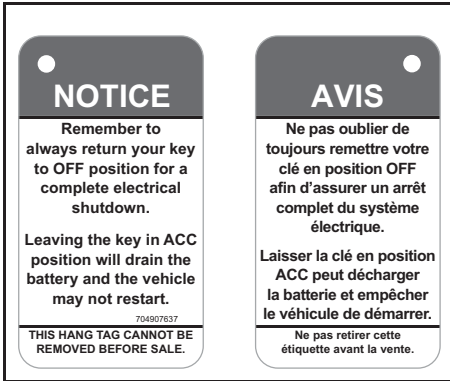 NOTICE
Remember to
always return your key
to OFF position for a
complete electrical
shutdown.
Leaving the key in ACC
position will drain the
battery and the vehicle
may not restart.
704907637
THIS HANG TAG CANNOT BE
REMOVED BEFORE SALE.
AVIS
Ne pas oublier de
toujours remettre votre
clé en position OFF
afin d'assurer un arrêt
complet du système
électrique.
Laisser la clé en position
ACC peut décharger
la batterie et empêcher
le véhicule de démarrer.
Ne pas retirer cette
étiquette avant la vente.